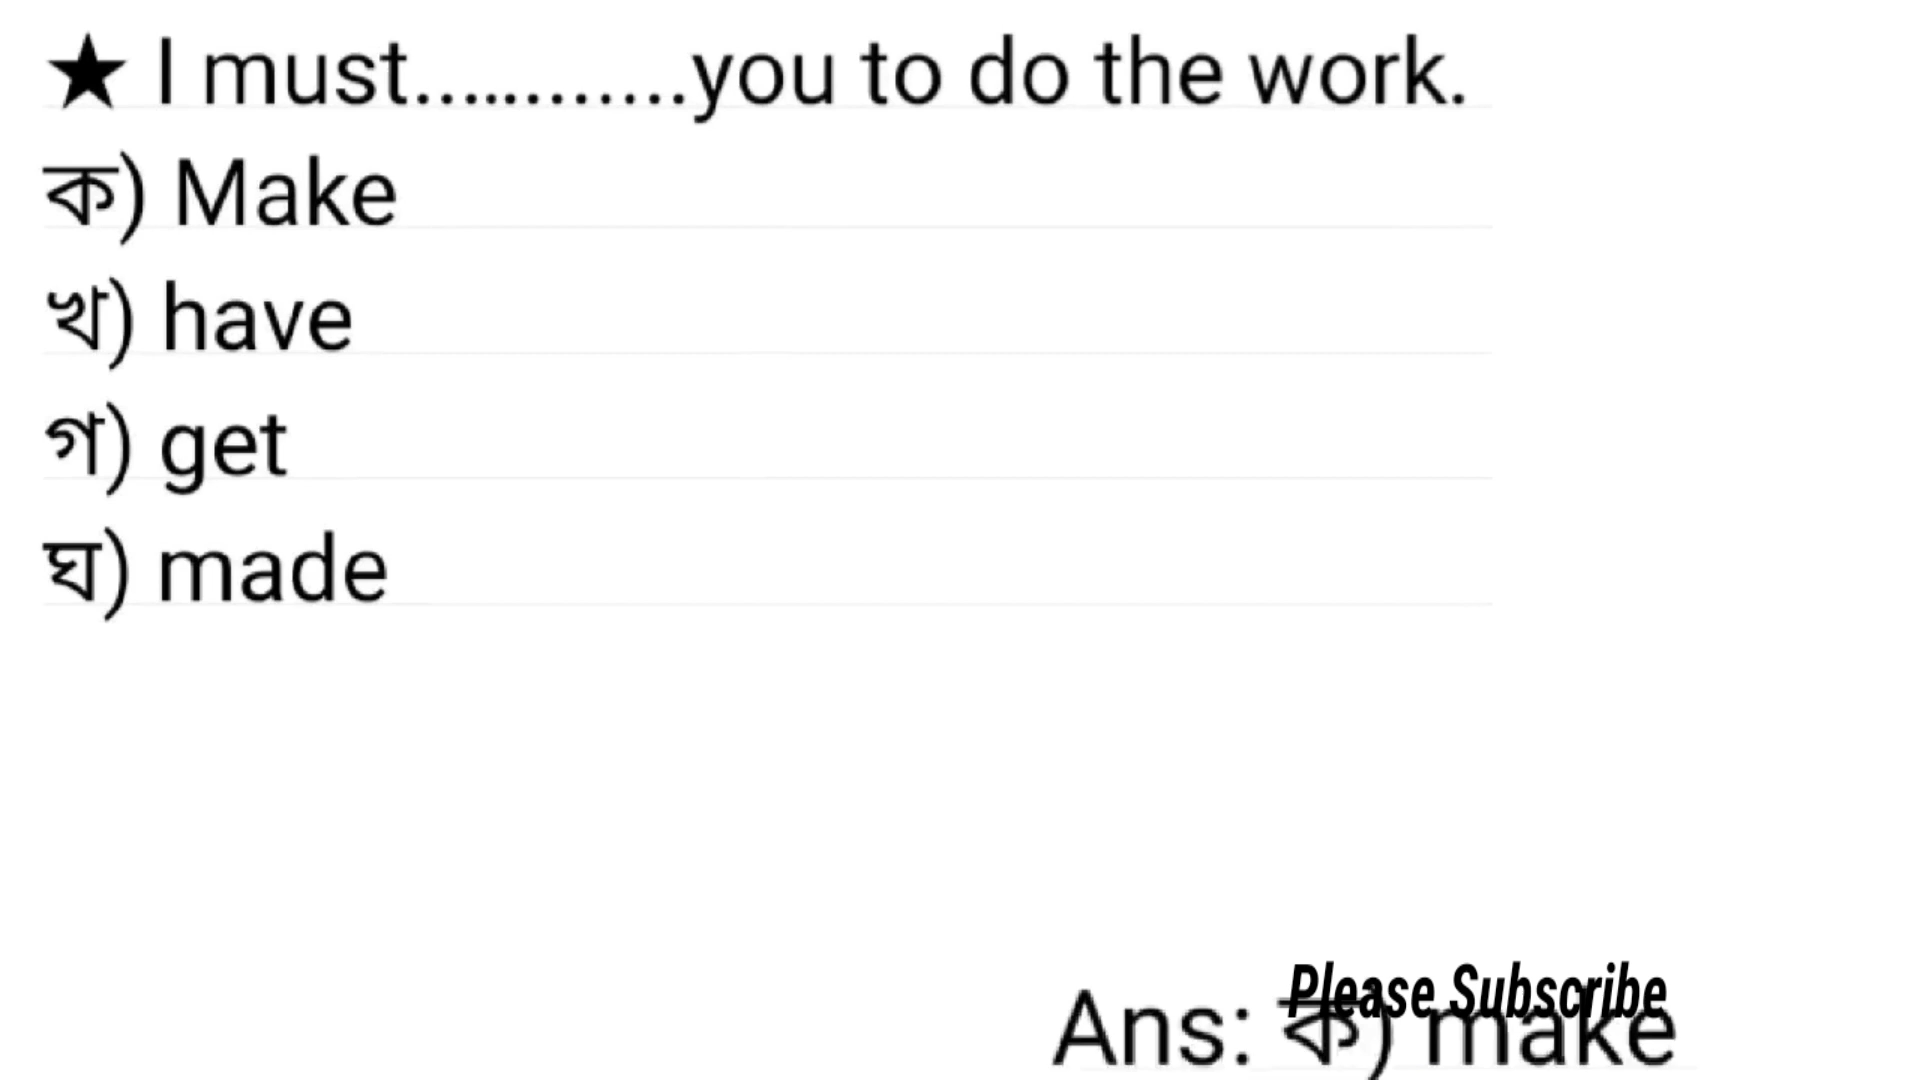 ★ I must............you to do the work.
ক) Make
খ) have
গ) get
ঘ) made
Please Subscribe
Ans: ক) make